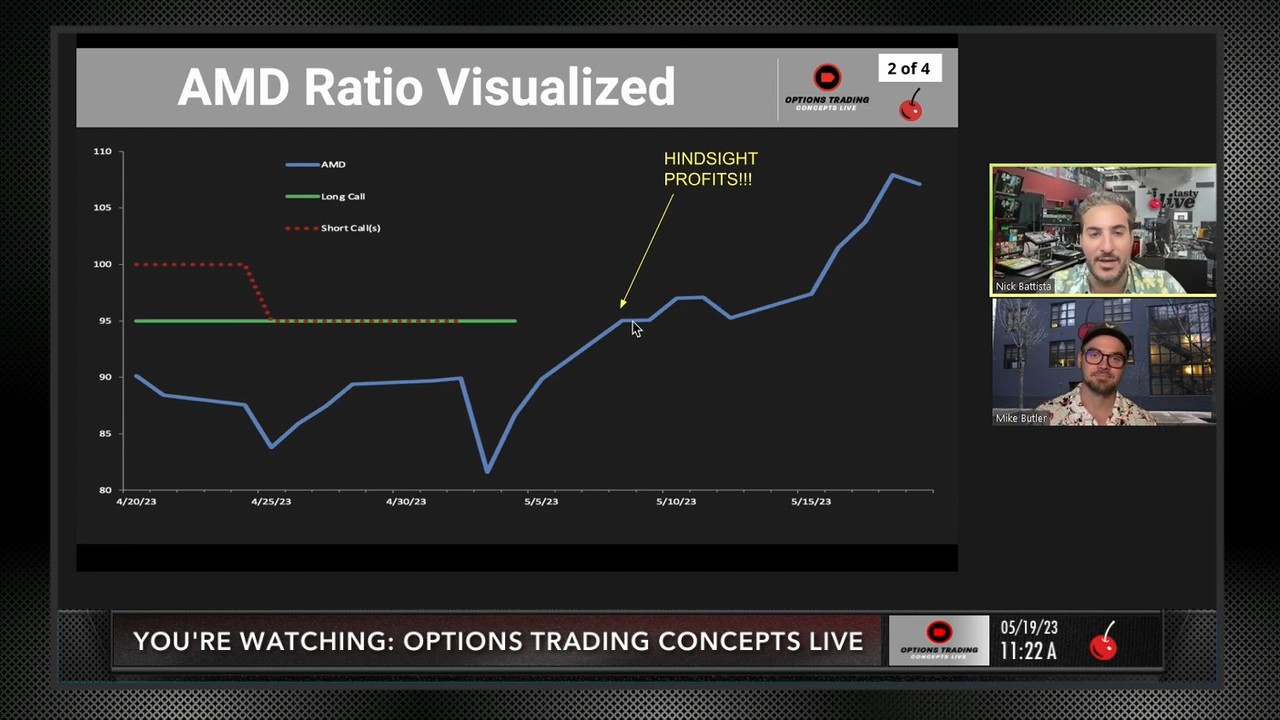 AMD Ratio Visualized
OPTIONS TRADING
CONCEPTS LIVE
2 of 4
HINDSIGHT
PROFITS!!!
AMD
Long Call
Short Call(s)
110
105
100
95
90
85
80
4/20/23
4/25/23
4/30/23
5/5/23
5/10/23
5/15/23
tasty
live
Nick Battista
Mike Butler
YOU'RE WATCHING: OPTIONS TRADING CONCEPTS LIVE
OPTIONS TRADING
CONCEPTS LIVE
05/19/23
11:22 A